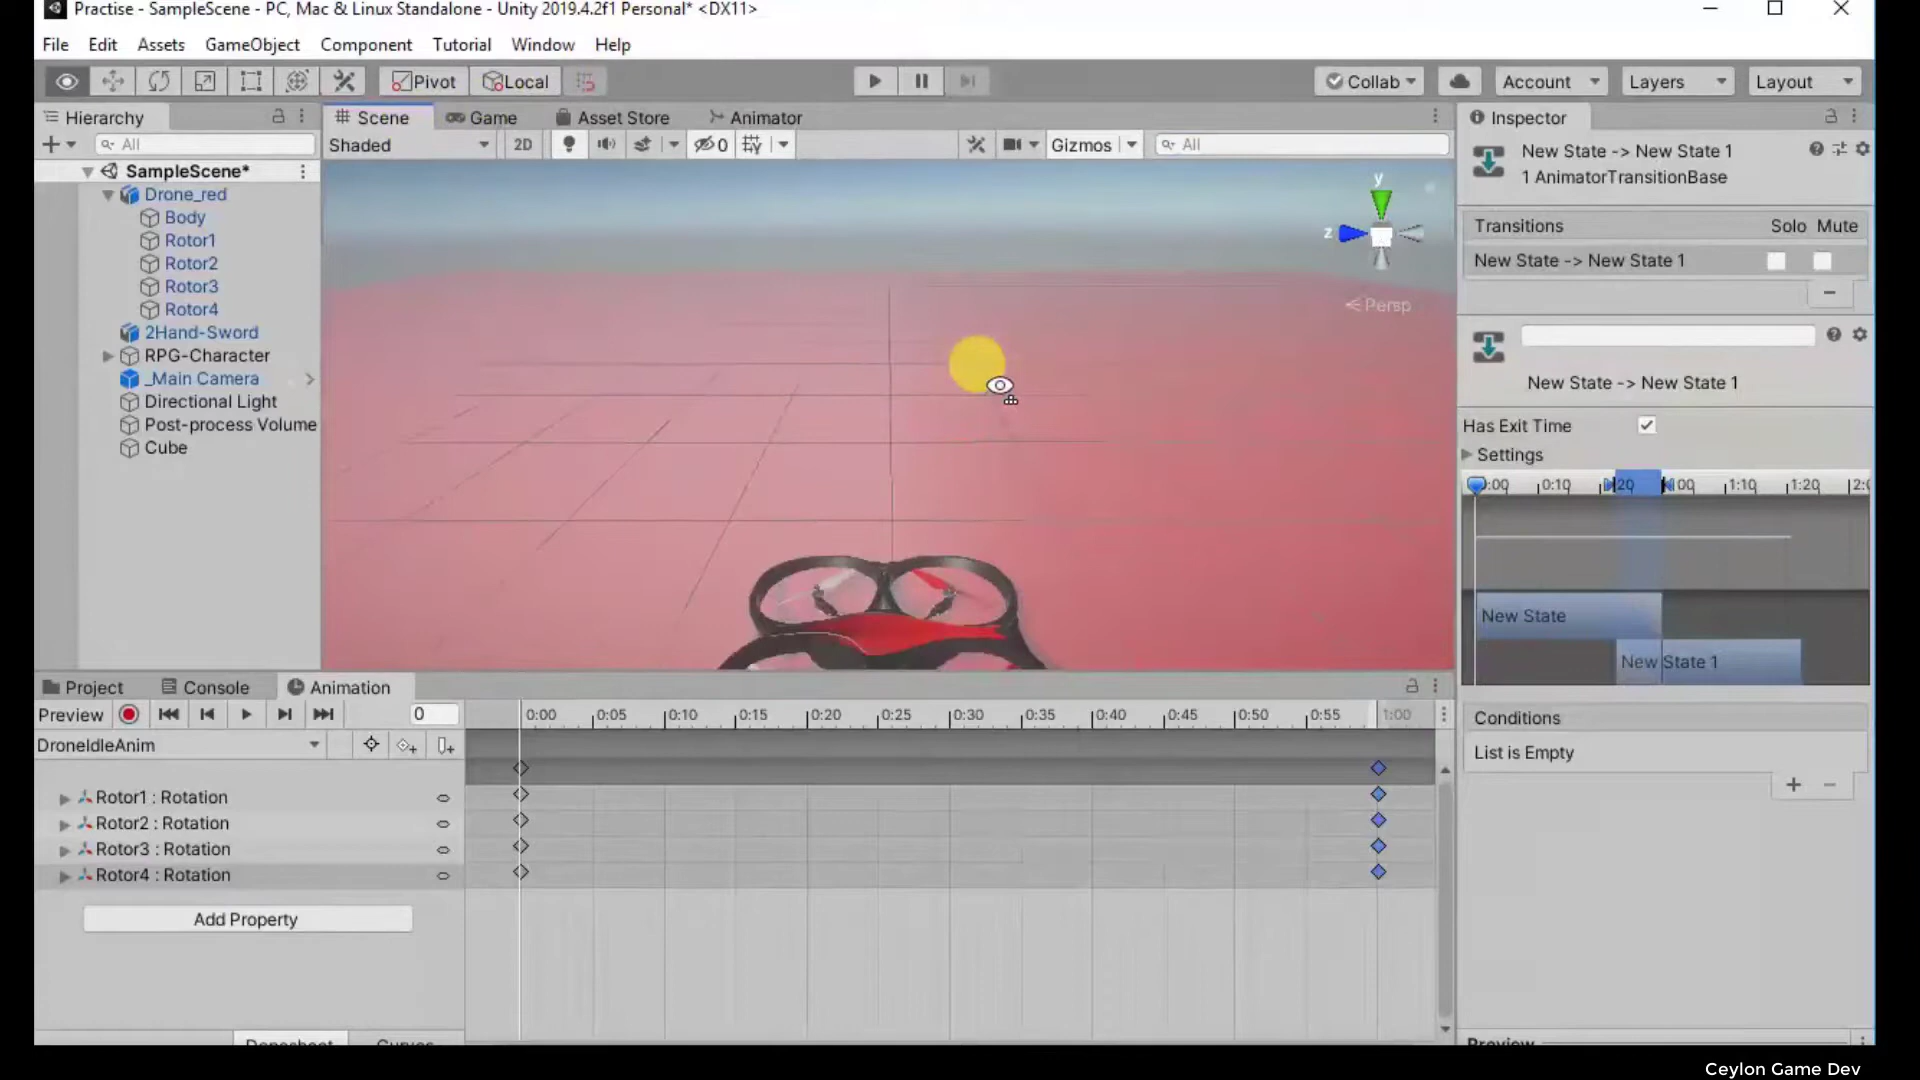 Practise - SampleScene - PC, Mac & Linux Standalone - Unity 2019.4.2f1 Personal* <DX11>
File Edit Assets GameObject Component Tutorial Window Help
Pivot Local Collab Account Layers Layout
Hierarchy Scene Game Asset Store Animator Inspector
All Shaded 2D 0 Gizmos All
New State -> New State 1
1 AnimatorTransitionBase
SampleScene*
Drone_red
Body
Rotor1
Rotor2
Rotor3
Rotor4
2Hand-Sword
RPG-Character
_Main Camera
Directional Light
Post-process Volume
Cube
y
z
Persp
Transitions Solo Mute
New State -> New State 1
New State -> New State 1
Has Exit Time
Settings
0:10 20 00 1:10 1:20
New State
New State 1
Conditions
List is Empty
Project Console Animation
Preview 0 0:00 0:05 0:10 0:15 0:20 0:25 0:30 0:35 0:40 0:45 0:50 0:55 1:00
DroneIdleAnim
Rotor1 : Rotation
Rotor2 : Rotation
Rotor3 : Rotation
Rotor4 : Rotation
Add Property
Ceylon Game Dev